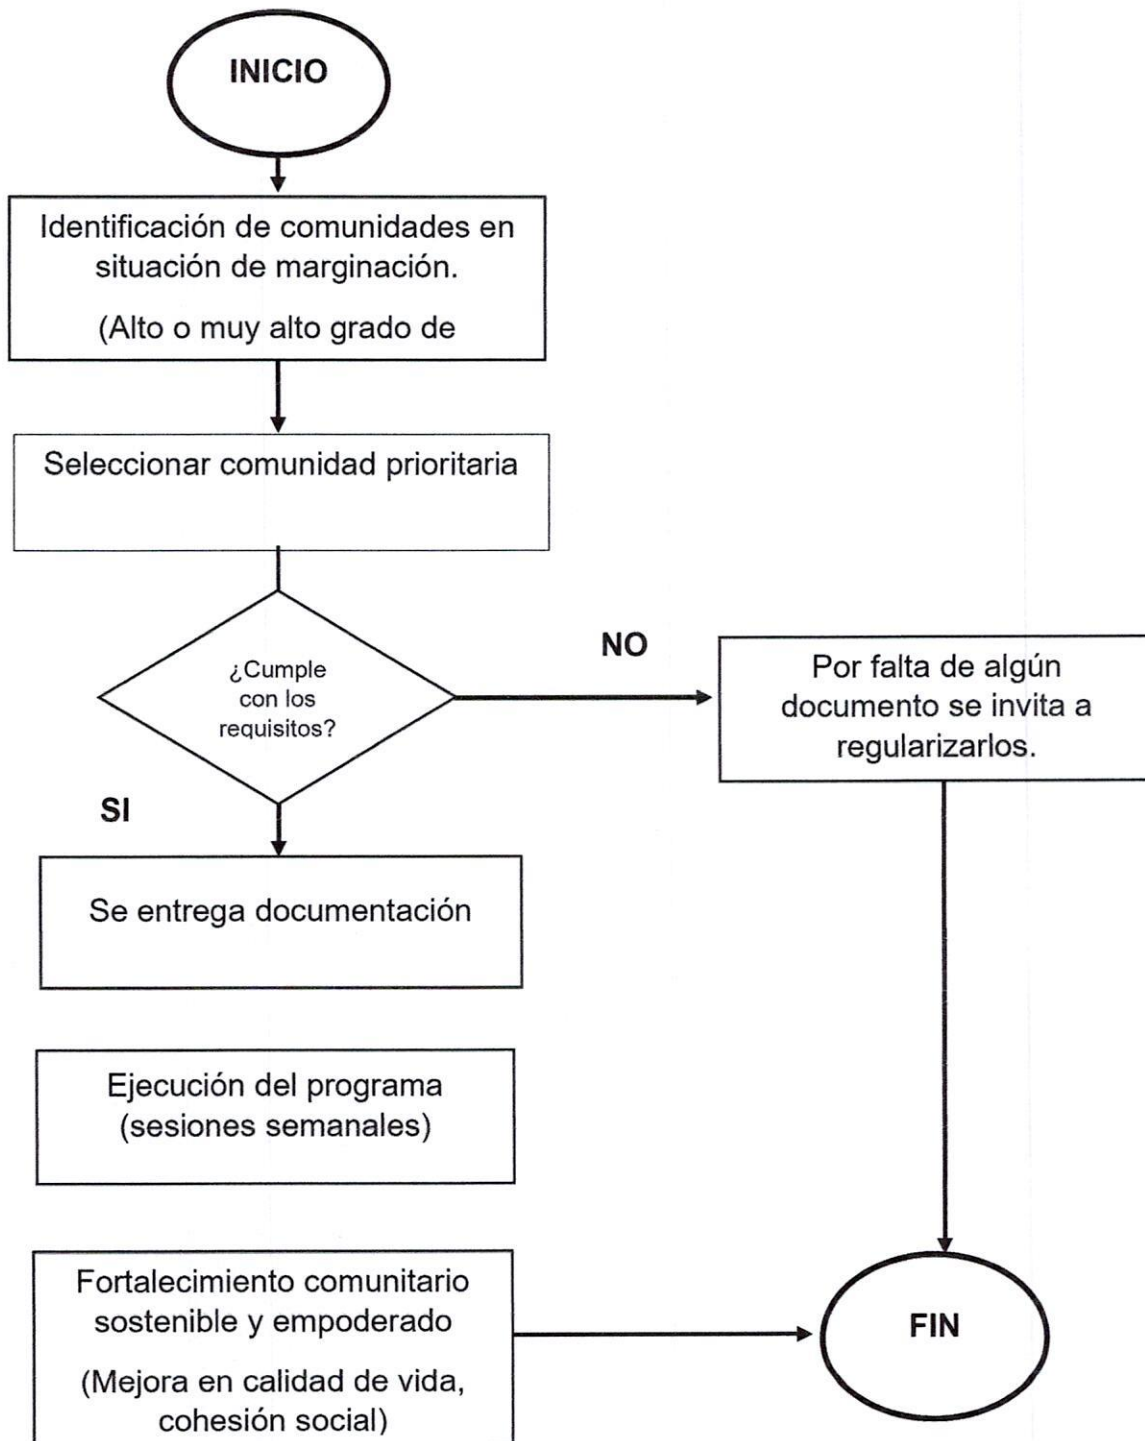 INICIO
Identificación de comunidades en
situación de marginación.
(Alto o muy alto grado de
Seleccionar comunidad prioritaria
¿Cumple
con los
requisitos?
NO
Por falta de algún
documento se invita a
regularizarlos.
SI
Se entrega documentación
Ejecución del programa
(sesiones semanales)
Fortalecimiento comunitario
sostenible y empoderado
(Mejora en calidad de vida,
cohesión social)
FIN